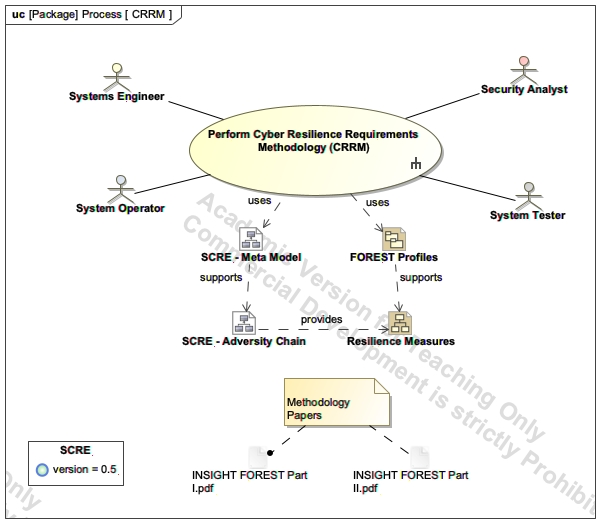 uc [Package] Process [ CRRM ]
Systems Engineer
Security Analyst
Perform Cyber Resilience Requirements
Methodology (CRRM)
System Operator
System Tester
uses
uses
SCRE - Meta Model
FOREST Profiles
supports
supports
SCRE - Adversity Chain
provides
Resilience Measures
Methodology
Papers
SCRE
version = 0.5
INSIGHT FOREST Part
I.pdf
INSIGHT FOREST Part
II.pdf
Academic Version for Teaching Only
Commercial Development is strictly Prohibit
Only